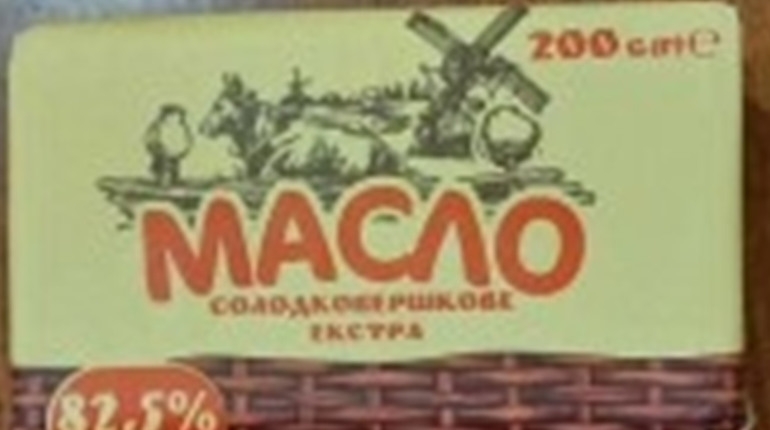 200 G (г) ℮
МАСЛО
СОЛОДКОВЕРШКОВЕ
ЕКСТРА
82,5%